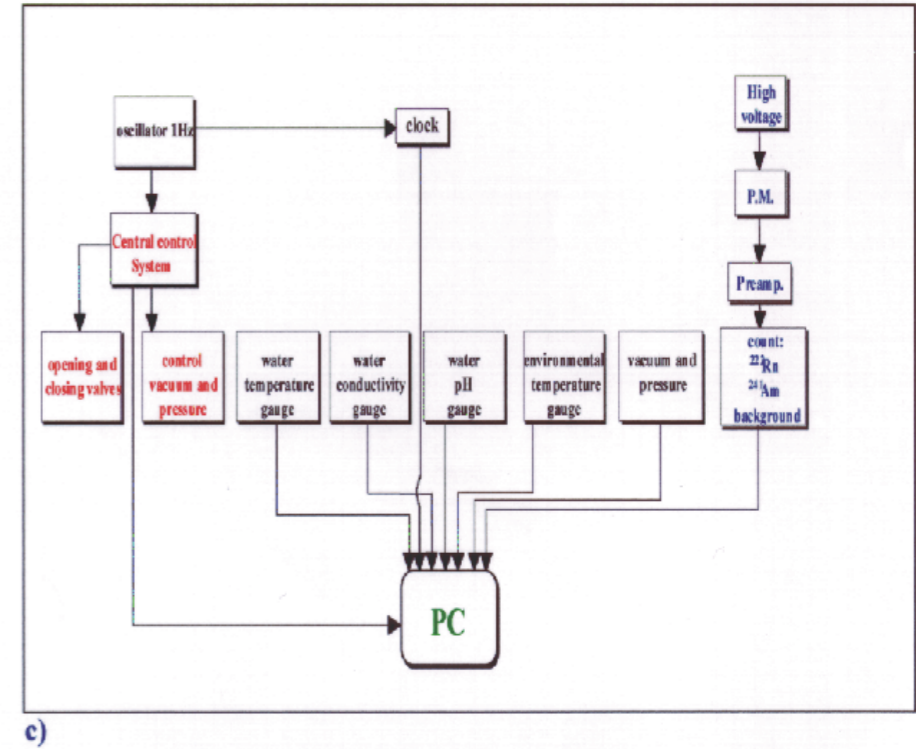 oscillator 1Hz
clock
High
voltage
P.M.
Central control
System
Preamp.
opening and
closing valves
control
vacuum and
pressure
water
temperature
gauge
water
conductivity
gauge
water
pH
gauge
environmental
temperature
gauge
vacuum and
pressure
count:
²²²Rn
²⁴¹Am
background
PC
c)